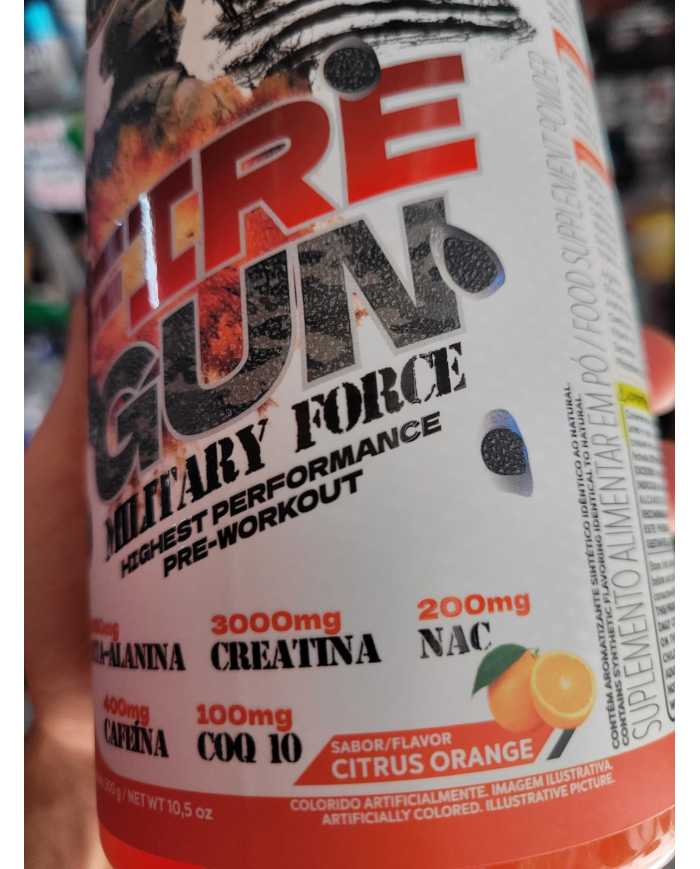 FIRE
GUN
MILITARY FORCE
HIGHEST PERFORMANCE
PRE-WORKOUT
3000mg
CREATINA
200mg
NAC
400mg
CAFEÍNA
100mg
COQ 10
SABOR/FLAVOR
CITRUS ORANGE
300 g / NET WT 10,5 oz
COLORIDO ARTIFICIALMENTE. IMAGEM ILUSTRATIVA.
ARTIFICIALLY COLORED. ILLUSTRATIVE PICTURE.
CONTÉM AROMATIZANTE SINTÉTICO IDÊNTICO AO NATURAL.
CONTAINS SYNTHETIC FLAVORING IDENTICAL TO NATURAL.
SUPLEMENTO ALIMENTAR EM PÓ / FOOD SUPPLEMENT POWDER